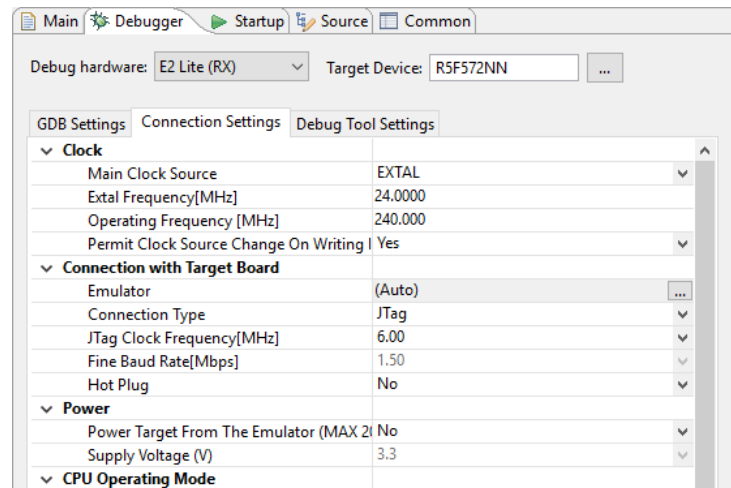 Main Debugger Startup Source Common
Debug hardware: E2 Lite (RX) Target Device: R5F572NN ...
GDB Settings Connection Settings Debug Tool Settings
Clock
Main Clock Source EXTAL
Extal Frequency[MHz] 24.0000
Operating Frequency [MHz] 240.000
Permit Clock Source Change On Writing Yes
Connection with Target Board
Emulator (Auto) ...
Connection Type JTag
JTag Clock Frequency[MHz] 6.00
Fine Baud Rate[Mbps] 1.50
Hot Plug No
Power
Power Target From The Emulator (MAX No
Supply Voltage (V) 3.3
CPU Operating Mode